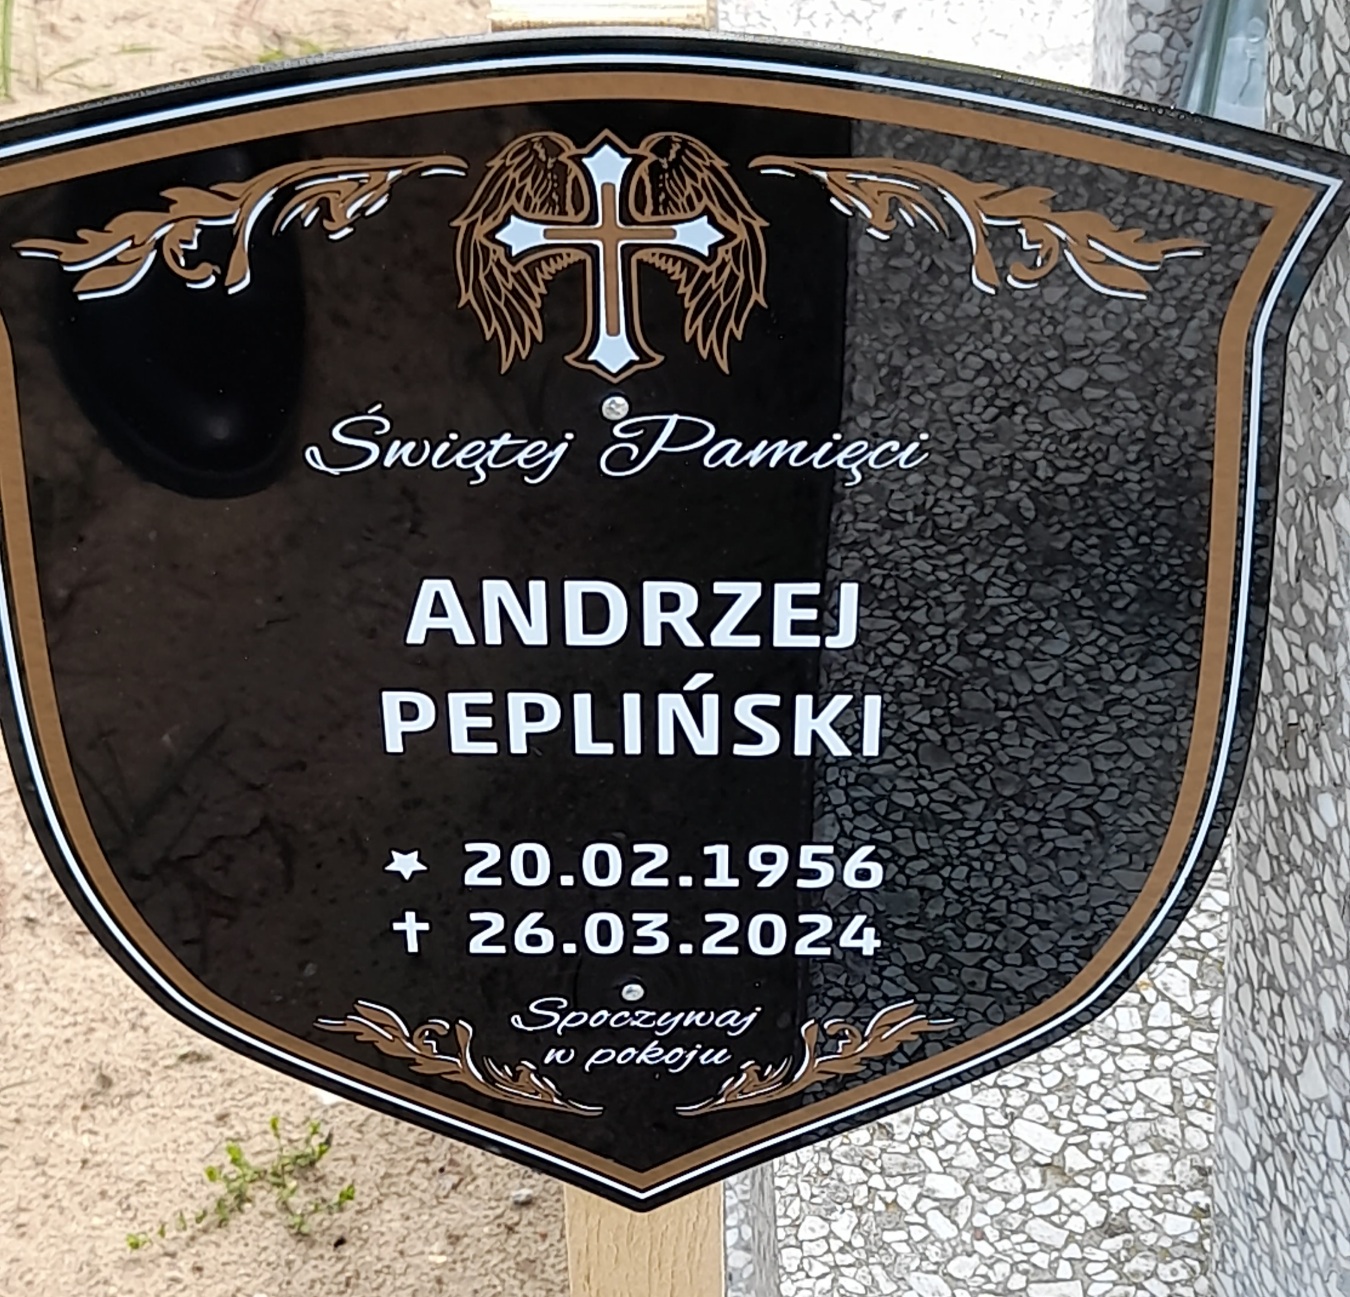 Świętej Pamięci
ANDRZEJ
PEPLIŃSKI
★ 20.02.1956
✝ 26.03.2024
Spoczywaj
w pokoju